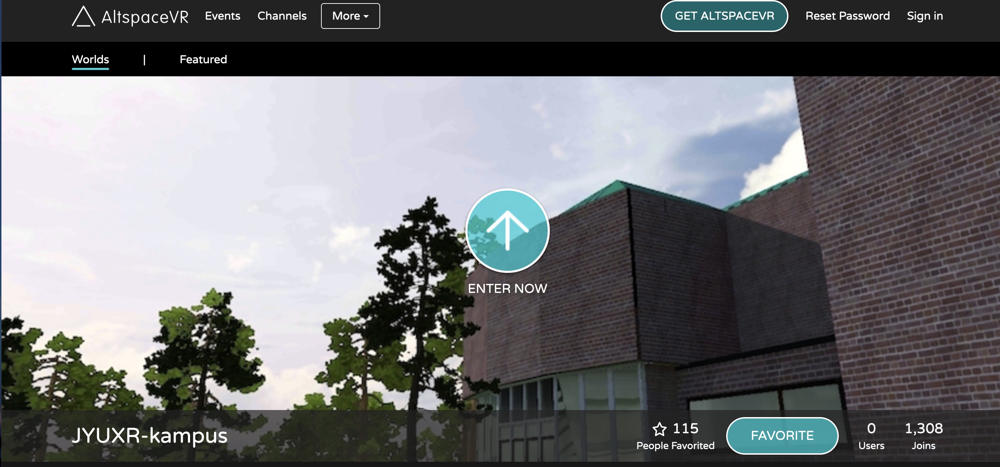 AltspaceVR
Events
Channels
More
GET ALTSPACEVR
Reset Password
Sign in
Worlds
|
Featured
ENTER NOW
JYUXR-kampus
115
People Favorited
FAVORITE
0
Users
1,308
Joins